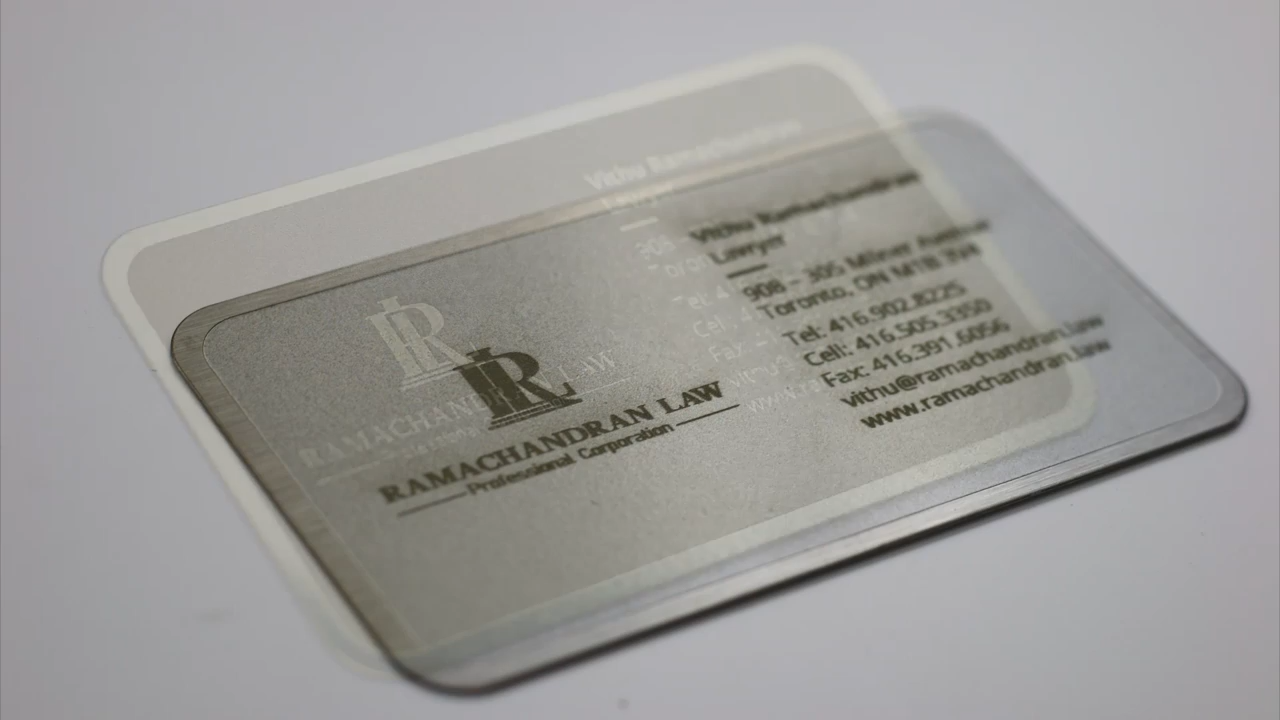 LR
RAMACHANDRAN LAW
Professional Corporation
Vithu Ramachandran
Lawyer
908 - 305 Milner Avenue
Toronto, ON M1B 3V4
Tel: 416.902.8225
Cell: 416.505.3350
Fax: 416.391.6056
vithu@ramachandran.law
www.ramachandran.law